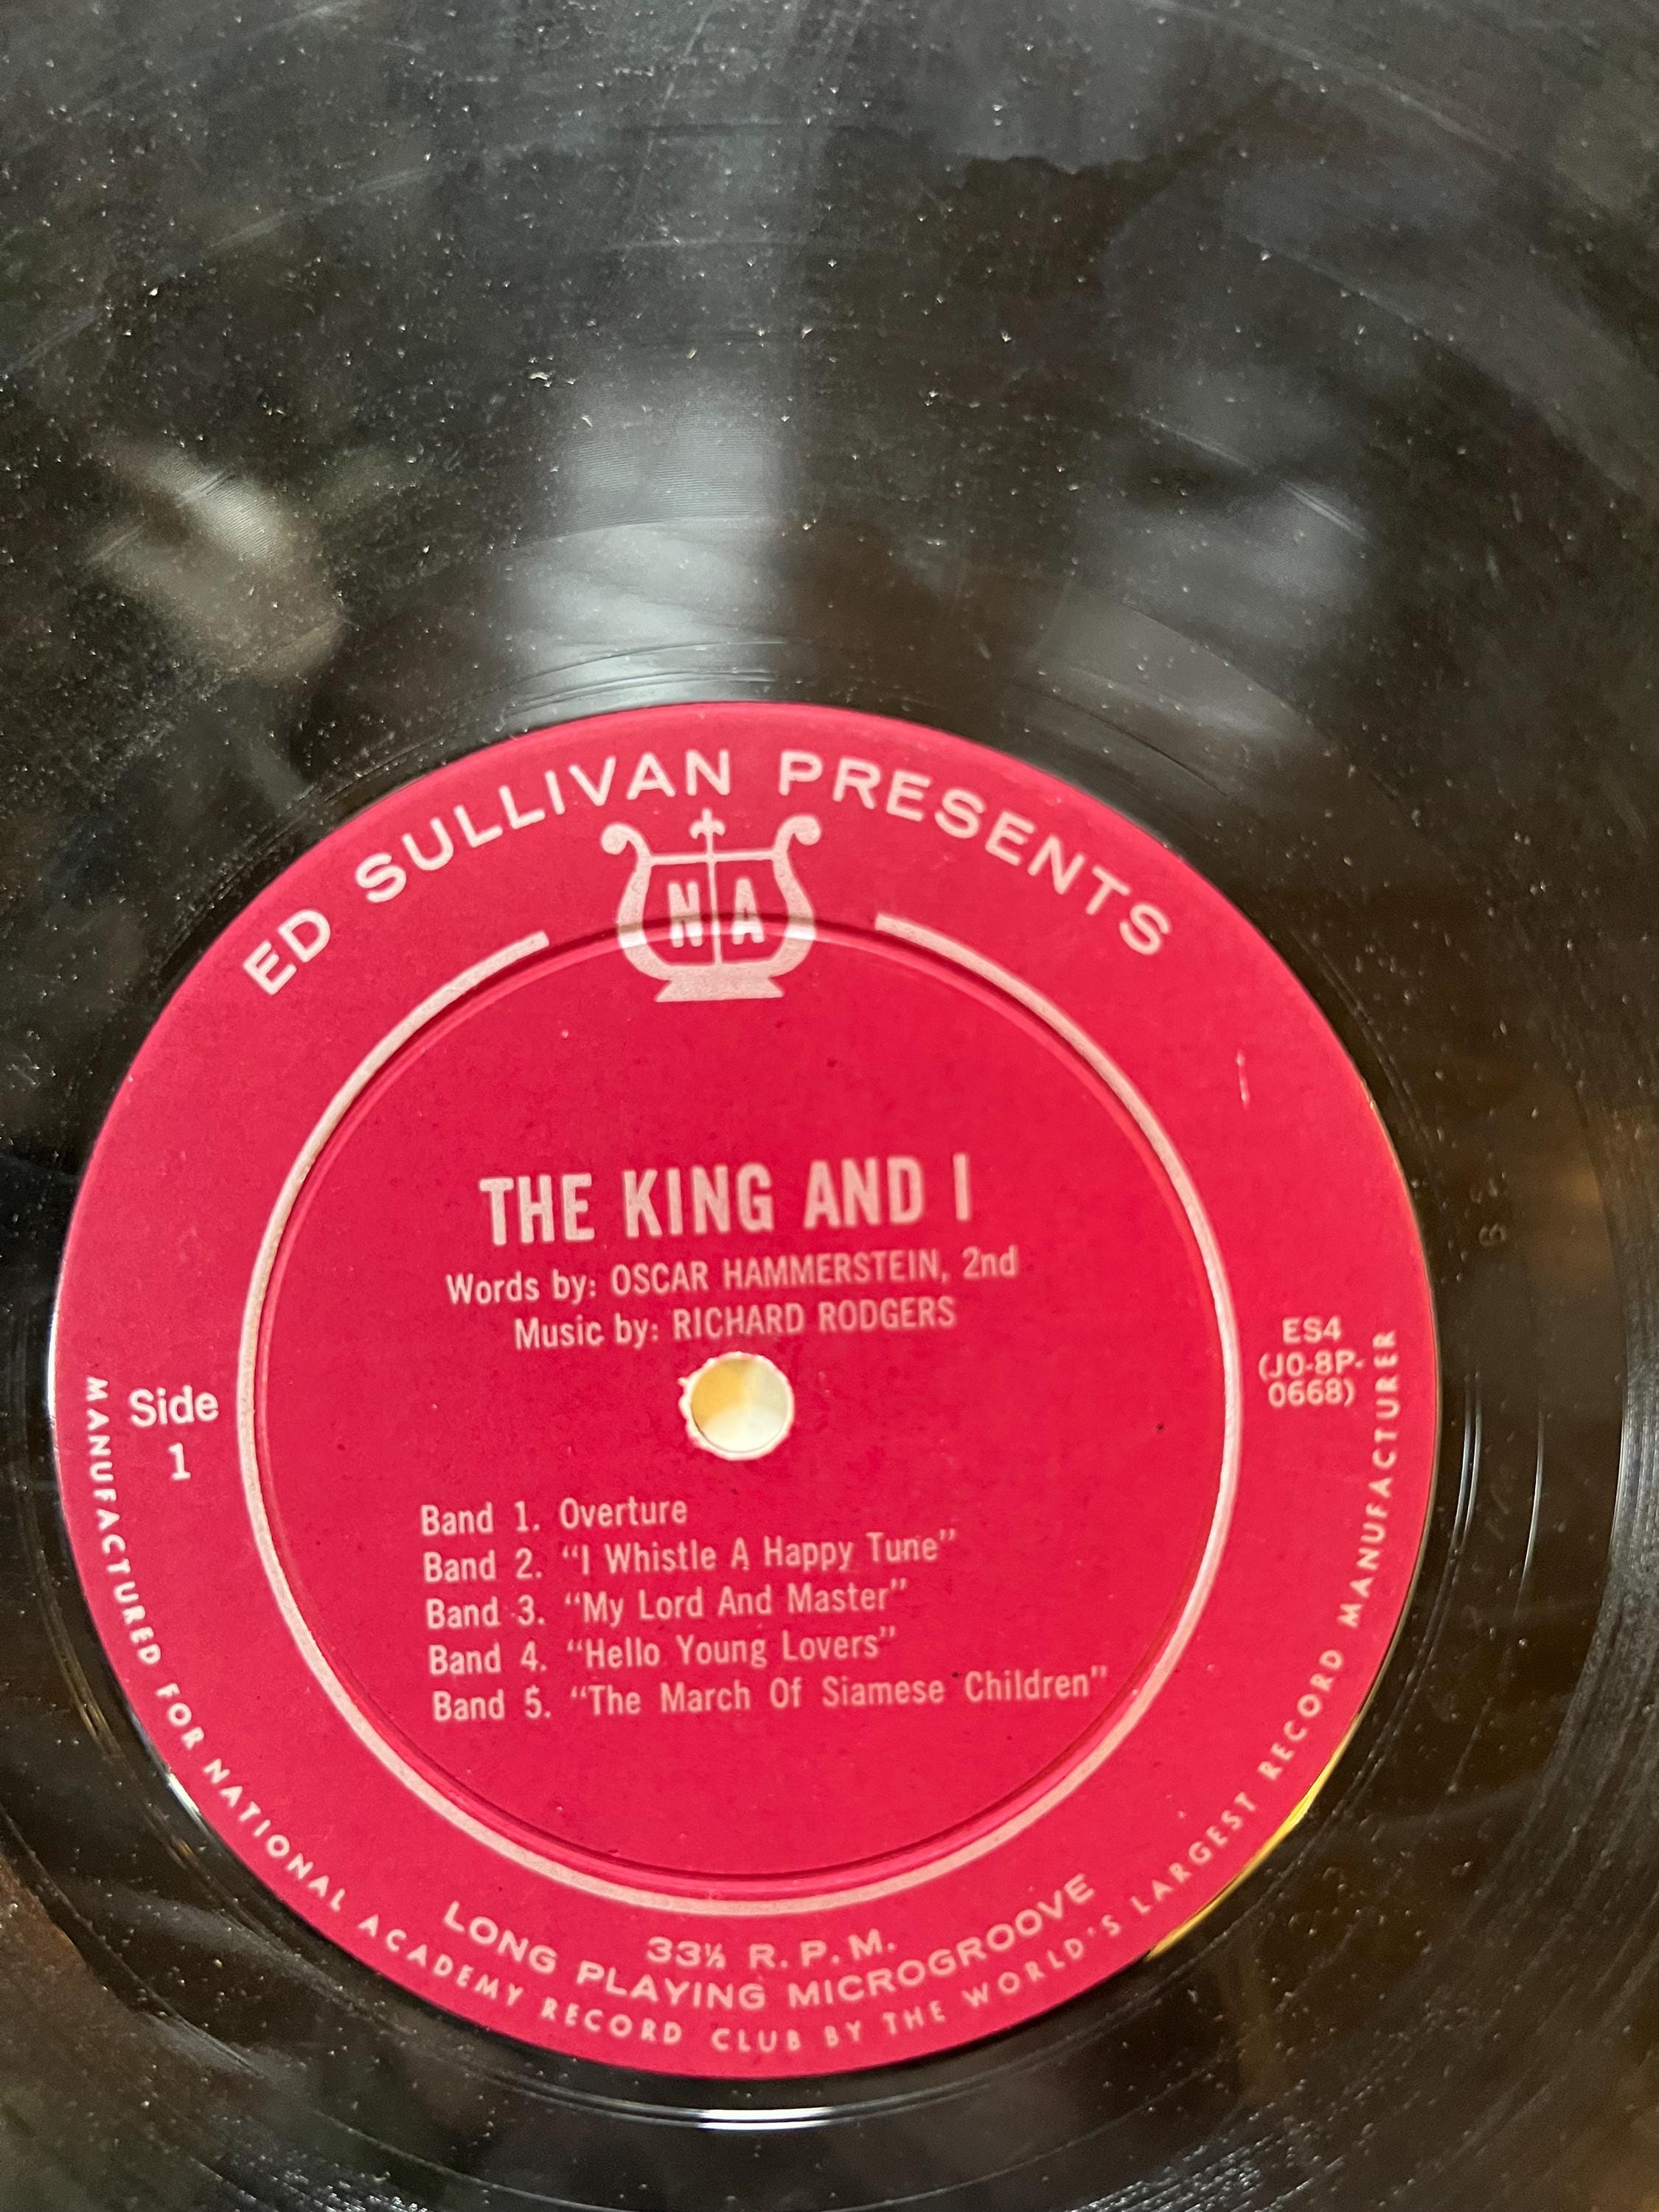 ED SULLIVAN PRESENTS
N A
THE KING AND I
Words by: OSCAR HAMMERSTEIN, 2nd
Music by: RICHARD RODGERS
Side
1
ES4
(J0-8P-
0668)
Band 1. Overture
Band 2. "I Whistle A Happy Tune"
Band 3. "My Lord And Master"
Band 4. "Hello Young Lovers"
Band 5. "The March Of Siamese Children"
33⅓ R.P.M.
LONG PLAYING MICROGROOVE
MANUFACTURED FOR NATIONAL ACADEMY RECORD CLUB BY THE WORLD'S LARGEST RECORD MANUFACTURER